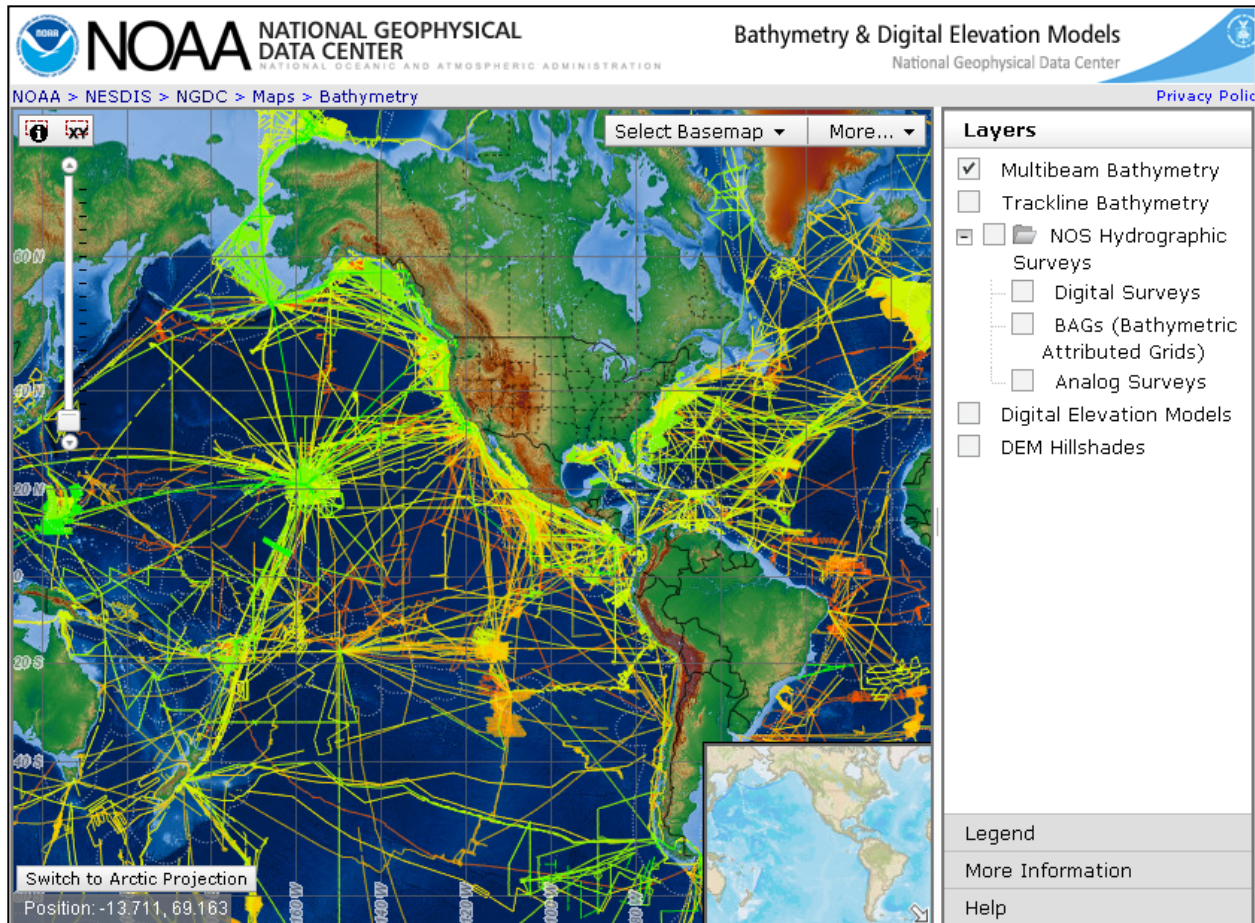 NOAA
NOAA
NATIONAL GEOPHYSICAL
DATA CENTER
NATIONAL OCEANIC AND ATMOSPHERIC ADMINISTRATION
Bathymetry & Digital Elevation Models
National Geophysical Data Center
NOAA > NESDIS > NGDC > Maps > Bathymetry
Privacy Polic
XY
Select Basemap
More...
60 N
40 N
20 N
0
20 S
40 S
Switch to Arctic Projection
Position: -13.711, 69.163
Layers
Multibeam Bathymetry
Trackline Bathymetry
NOS Hydrographic
Surveys
Digital Surveys
BAGs (Bathymetric
Attributed Grids)
Analog Surveys
Digital Elevation Models
DEM Hillshades
Legend
More Information
Help